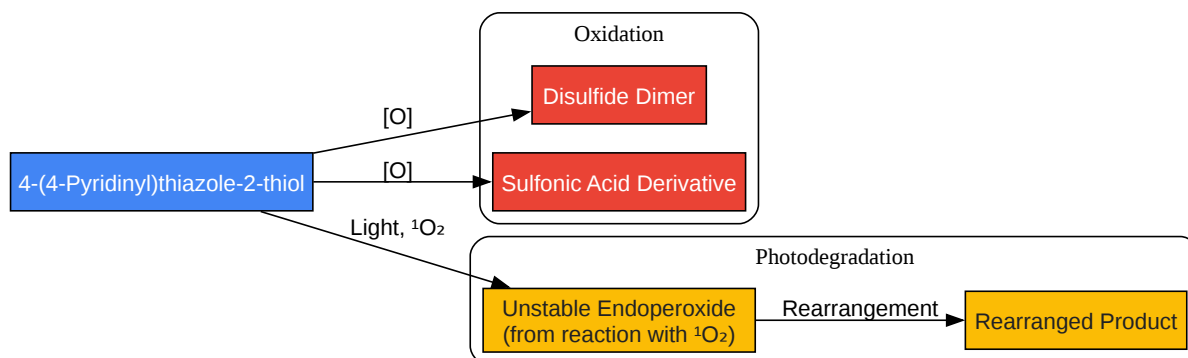 Oxidation
Disulfide Dimer
[O]
4-(4-Pyridinyl)thiazole-2-thiol
[O]
Sulfonic Acid Derivative
Light, ¹O₂
Photodegradation
Unstable Endoperoxide
(from reaction with ¹O₂)
Rearrangement
Rearranged Product